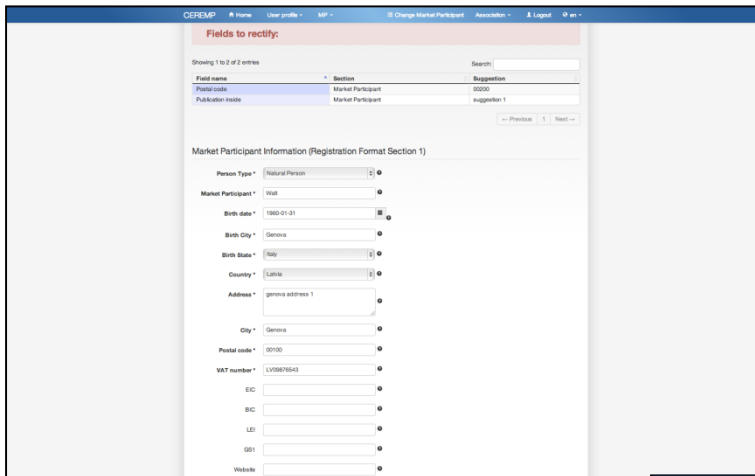 CEREMP Home User profile MP Change Market Participant Association Logout en
Fields to rectify:
Showing 1 to 2 of 2 entries Search:
Field name Section Suggestion
Postal code Market Participant 00200
Publication inside Market Participant suggestion 1
← Previous 1 Next →
Market Participant Information (Registration Format Section 1)
Person Type * Natural Person
Market Participant * Walt
Birth date * 1980-01-31
Birth City * Genova
Birth State * Italy
Country * Latvia
Address * genova address 1
City * Genova
Postal code * 00100
VAT number * LV09876543
EIC
BIC
LEI
GS1
Website